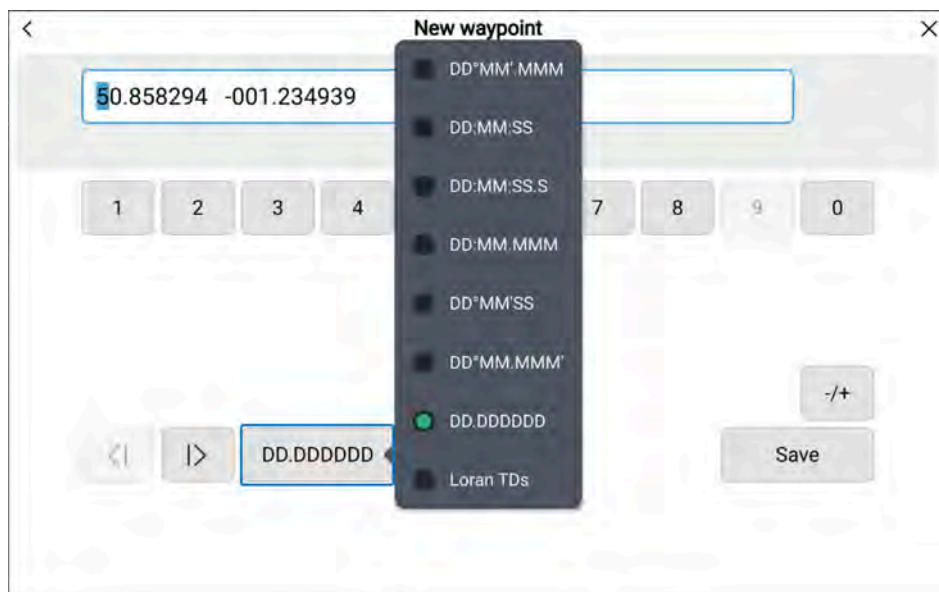 New waypoint
50.858294 -001.234939
DD°MM'.MMM
DD:MM:SS
DD:MM:SS.S
DD:MM.MMM
DD°MM'SS
DD°MM.MMM'
DD.DDDDDD
Loran TDs
1 2 3 4 7 8 9 0
-/+
DD.DDDDDD
Save